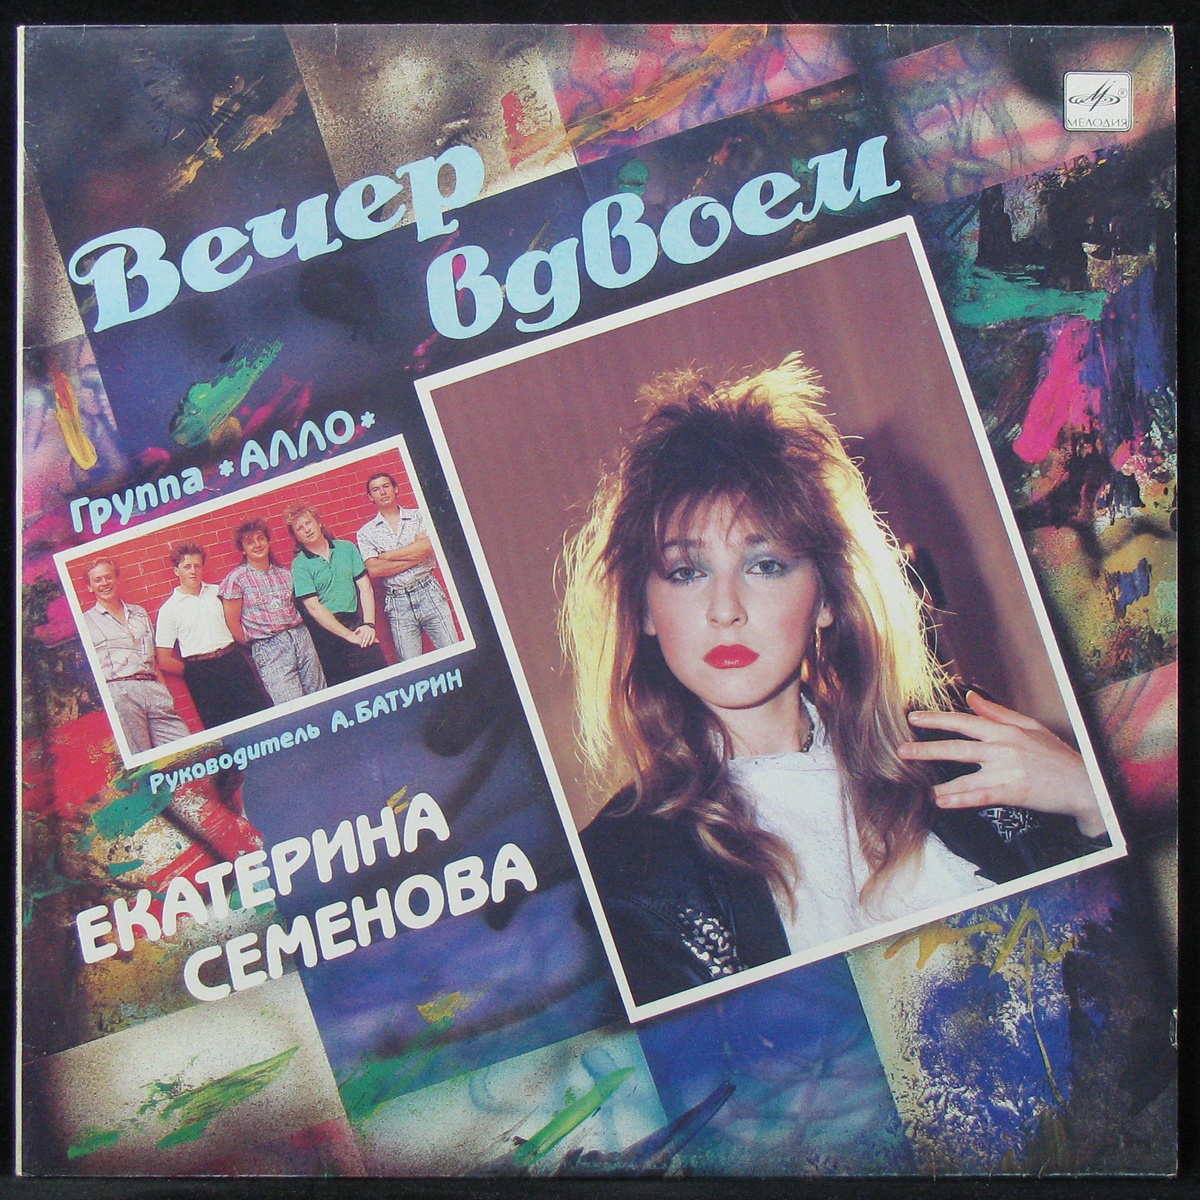 Вечер
вдвоем
МЕЛОДИЯ
Группа *АЛЛО*
Руководитель А.БАТУРИН
ЕКАТЕРИНА
СЕМЕНОВА